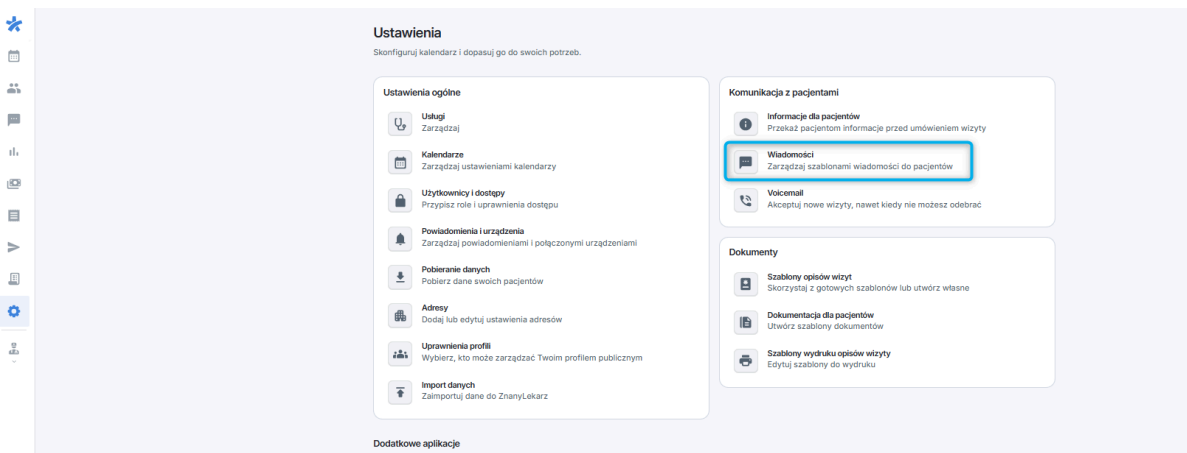 Ustawienia
Skonfiguruj kalendarz i dopasuj go do swoich potrzeb.
Ustawienia ogólne
Usługi
Zarządzaj
Kalendarze
Zarządzaj ustawieniami kalendarzy
Użytkownicy i dostępy
Przypisz role i uprawnienia dostępu
Powiadomienia i urządzenia
Zarządzaj powiadomieniami i połączonymi urządzeniami
Pobieranie danych
Pobierz dane swoich pacjentów
Adresy
Dodaj lub edytuj ustawienia adresów
Uprawnienia profili
Wybierz, kto może zarządzać Twoim profilem publicznym
Import danych
Zaimportuj dane do ZnanyLekarz
Komunikacja z pacjentami
Informacje dla pacjentów
Przekaż pacjentom informacje przed umówieniem wizyty
Wiadomości
Zarządzaj szablonami wiadomości do pacjentów
Voicemail
Akceptuj nowe wizyty, nawet kiedy nie możesz odebrać
Dokumenty
Szablony opisów wizyt
Skorzystaj z gotowych szablonów lub utwórz własne
Dokumentacja dla pacjentów
Utwórz szablony dokumentów
Szablony wydruku opisów wizyty
Edytuj szablony do wydruku
Dodatkowe aplikacje